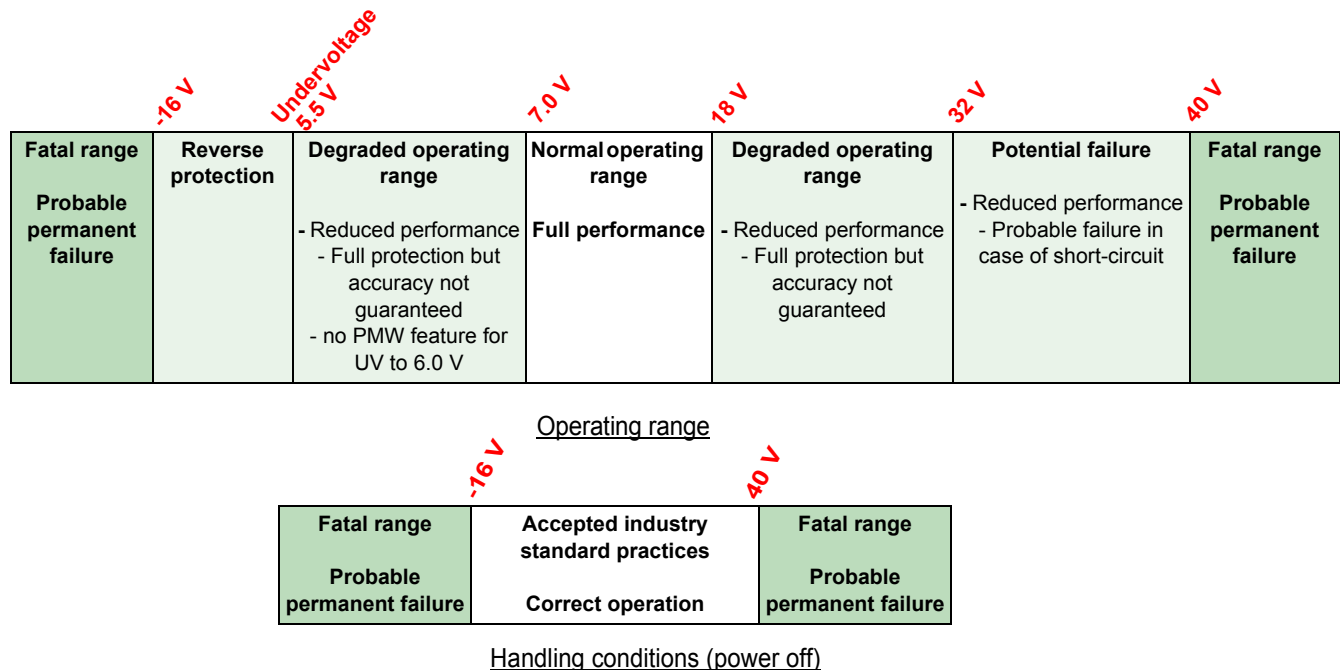 -16 V
Undervoltage
5.5 V
7.0 V
18 V
32 V
40 V
Fatal range
Probable
permanent
failure
Reverse
protection
Degraded operating
range
- Reduced performance
- Full protection but
accuracy not
guaranteed
- no PMW feature for
UV to 6.0 V
Normal operating
range
Full performance
Degraded operating
range
- Reduced performance
- Full protection but
accuracy not
guaranteed
Potential failure
- Reduced performance
- Probable failure in
case of short-circuit
Fatal range
Probable
permanent
failure
Operating range
-16 V
40 V
Fatal range
Probable
permanent failure
Accepted industry
standard practices
Correct operation
Fatal range
Probable
permanent failure
Handling conditions (power off)